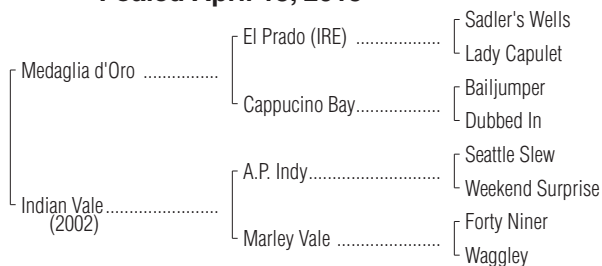 Sadler's Wells
El Prado (IRE) ..................
Lady Capulet
Medaglia d'Oro ................
Bailjumper
Cappucino Bay..................
Dubbed In
Seattle Slew
A.P. Indy............................
Weekend Surprise
Indian Vale........................
(2002)
Forty Niner
Marley Vale ......................
Waggley